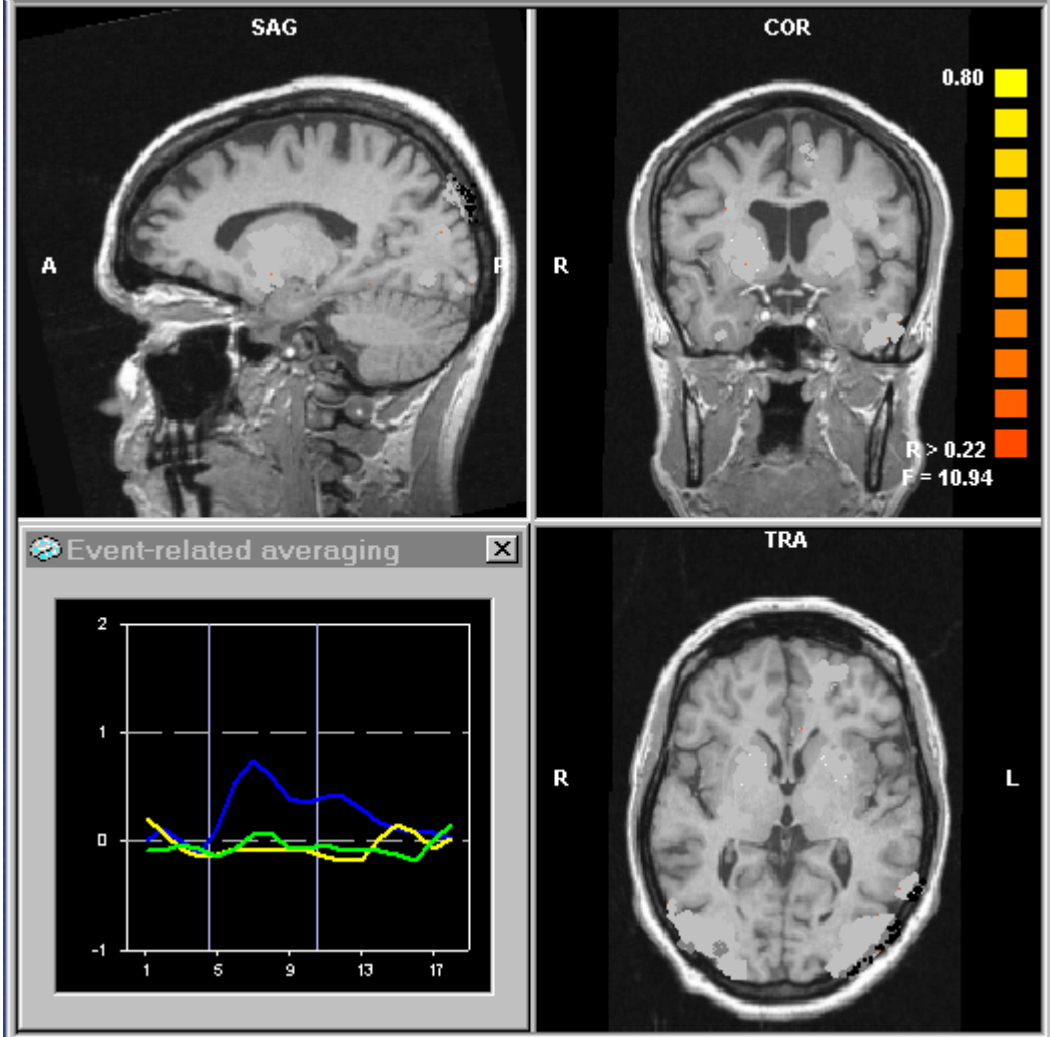 SAG
A
P
COR
0.80
R
R > 0.22
F = 10.94
Event-related averaging
2
1
0
-1
1 5 9 13 17
TRA
R
L